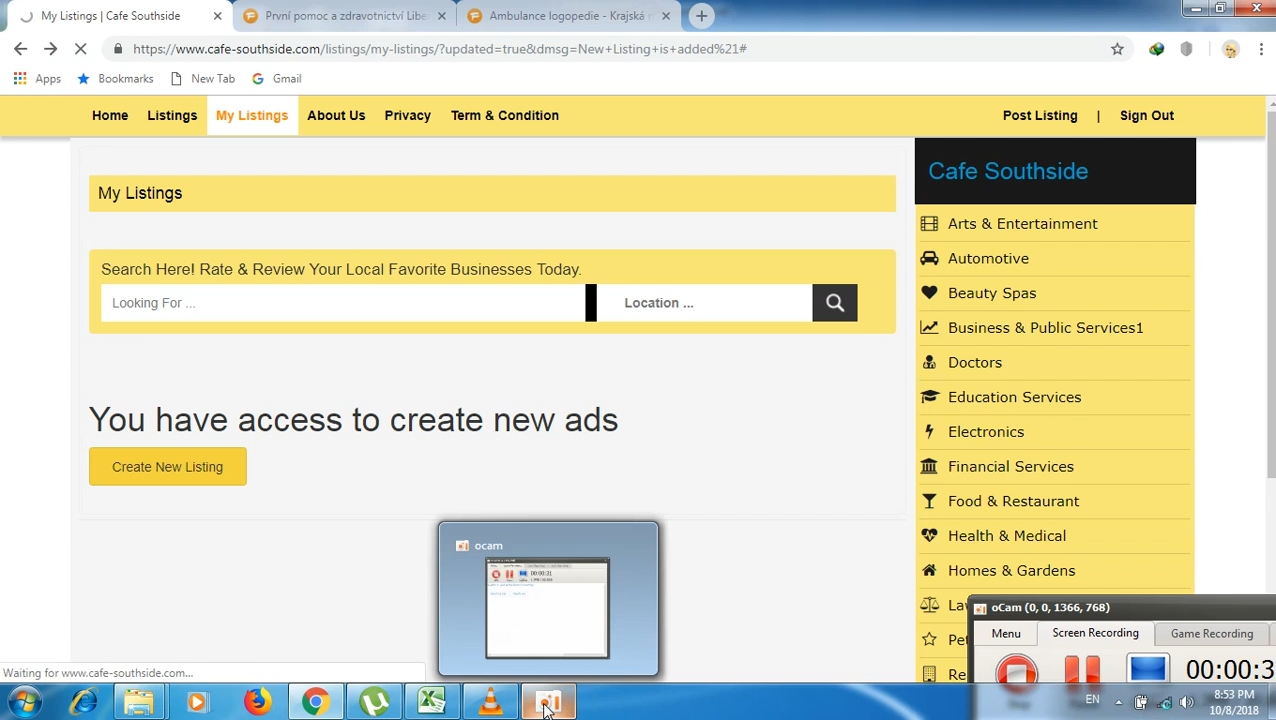 My Listings | Cafe Southside
První pomoc a zdravotnictví Libe
Ambulance logopedie - Krajská n
https://www.cafe-southside.com/listings/my-listings/?updated=true&dmsg=New+Listing+is+added%21#
Apps Bookmarks New Tab Gmail
Home Listings My Listings About Us Privacy Term & Condition Post Listing | Sign Out
My Listings
Search Here! Rate & Review Your Local Favorite Businesses Today.
Looking For ... Location ...
You have access to create new ads
Create New Listing
Cafe Southside
Arts & Entertainment
Automotive
Beauty Spas
Business & Public Services1
Doctors
Education Services
Electronics
Financial Services
Food & Restaurant
Health & Medical
Homes & Gardens
ocam
oCam (0, 0, 1366, 768)
Menu Screen Recording Game Recording
00:00:3
00:00:31
Waiting for www.cafe-southside.com...
EN
8:53 PM
10/8/2018